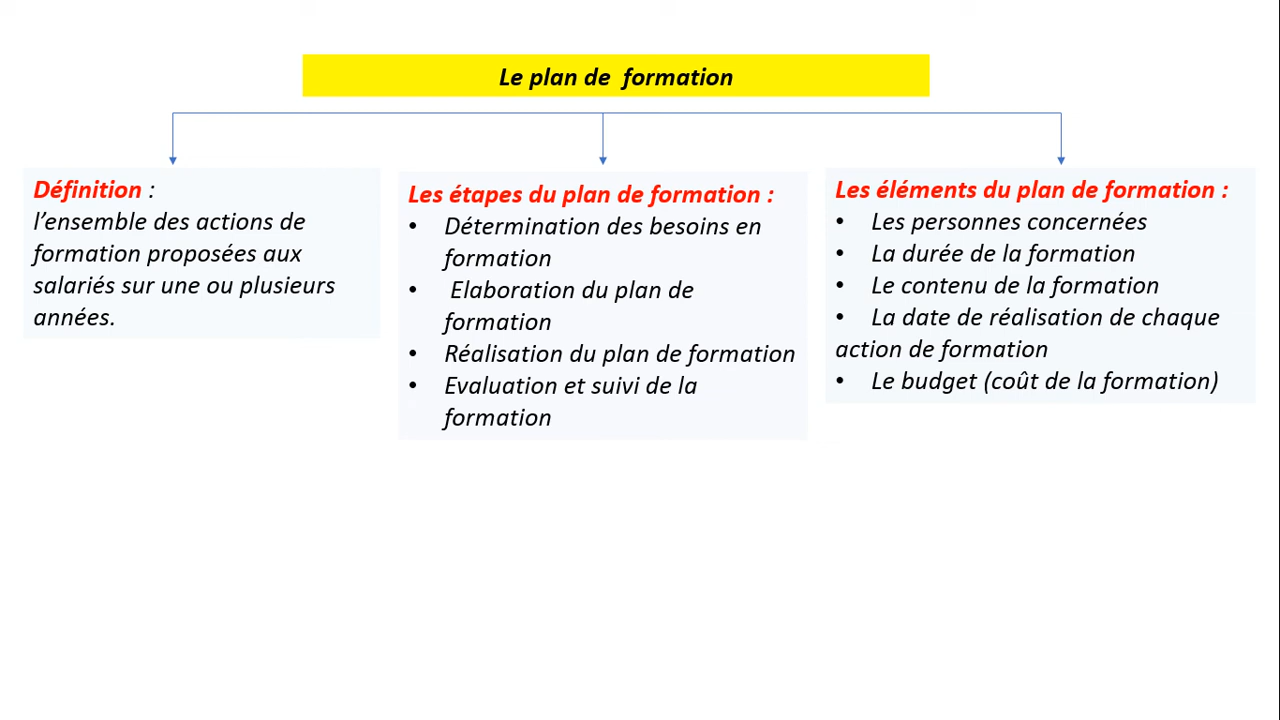 Le plan de  formation
Définition :
l’ensemble des actions de
formation proposées aux
salariés sur une ou plusieurs
années.
Les étapes du plan de formation :
• Détermination des besoins en
formation
• Elaboration du plan de
formation
• Réalisation du plan de formation
• Evaluation et suivi de la
formation
Les éléments du plan de formation :
• Les personnes concernées
• La durée de la formation
• Le contenu de la formation
• La date de réalisation de chaque
action de formation
• Le budget (coût de la formation)